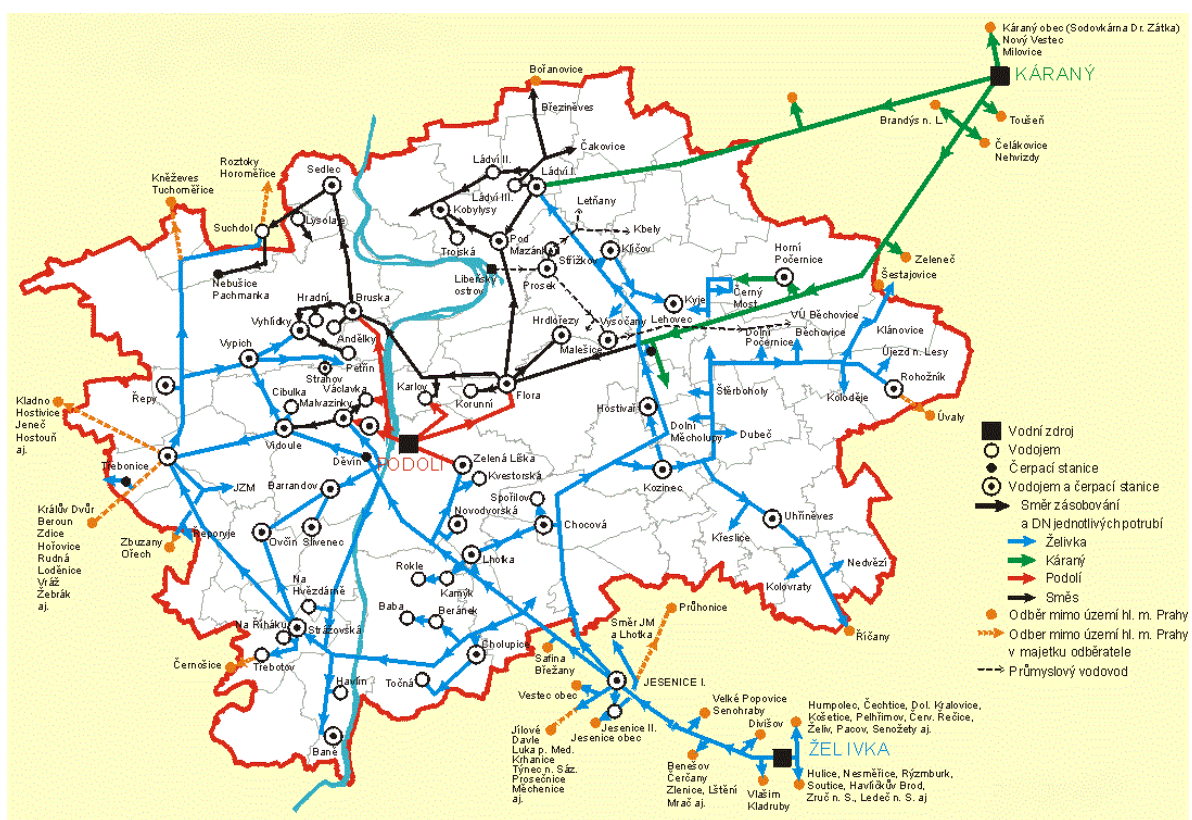 Káraný obec (Sodovkárna Dr. Zátka)
Nový Vestec
Milovice
KÁRANÝ
Bořanovice
Březiněves
Brandýs n. L.
Toušeň
Čelákovice
Nehvizdy
Čakovice
Ládví II.
Ládví I.
Ládví III.
Roztoky
Horoměřice
Sedlec
Kněževes
Tuchoměřice
Lysolaje
Suchdol
Kobylysy
Trojská
Pod
Mazánkou
Letňany
Kbely
Klíčov
Střížkov
Prosek
Libeňský
ostrov
Nebušice
Pachmanka
Horní
Počernice
Zeleneč
Šestajovice
Černý
Most
Kyje
Lehovec
Hradní
Bruska
Vyhlídky
Andělky
Vypich
Petřín
Strahov
Hrdlořezy
Vysočany
Malešice
VÚ Běchovice
Běchovice
Dolní
Počernice
Klánovice
Újezd n. Lesy
Rohožník
Koloděje
Úvaly
Řepy
Cibulka
Václavka
Malvazinky
Karlov
Korunní
Flora
Štěrboholy
Hostivař
Dolní
Měcholupy
Dubeč
Kladno
Hostivice
Jeneč
Hostouň
aj.
Vidoule
Děvín
PODOLÍ
Zelená Liška
Kvestorská
Třebonice
JZM
Barrandov
Spořilov
Novodvorská
Chocová
Kozinec
Vodní zdroj
Vodojem
Čerpací stanice
Vodojem a čerpací stanice
Směr zásobování
a DN jednotlivých potrubí
Želivka
Káraný
Podolí
Směs
Odběr mimo území hl. m. Prahy
Odber mimo území hl. m. Prahy
v majetku odběratele
Průmyslový vodovod
Králův Dvůr
Beroun
Zdice
Hořovice
Rudná
Loděnice
Vráž
Žebrák
aj.
Zbuzany
Ořech
Řeporyje
Ovčín
Slivenec
Lhotka
Rokle
Kamýk
Uhříněves
Křeslice
Nedvězí
Kolovraty
Říčany
Na
Hvězdárně
Baba
Beránek
Na Říháku
Strážovská
Cholupice
Třebotov
Černošice
Točná
Havlín
Baně
Směr JM
a Lhotka
Průhonice
Safina
Břežany
Vestec obec
JESENICE I.
Jesenice II.
Jesenice obec
Jílové
Davle
Luka p. Med.
Krhanice
Týnec n. Sáz.
Prosečnice
Měchenice
aj.
Velké Popovice
Senohraby
Divišov
Humpolec, Čechtice, Dol. Kralovice,
Košetice, Pelhřimov, Červ. Řečice,
Želiv, Pacov, Senožety aj.
ŽELIVKA
Benešov
Čerčany
Zlenice, Lštění
Mrač aj.
Vlašim
Kladruby
Hulice, Nesměřice, Rýzmburk,
Soutice, Havlíčkův Brod,
Zruč n. S., Ledeč n. S. aj